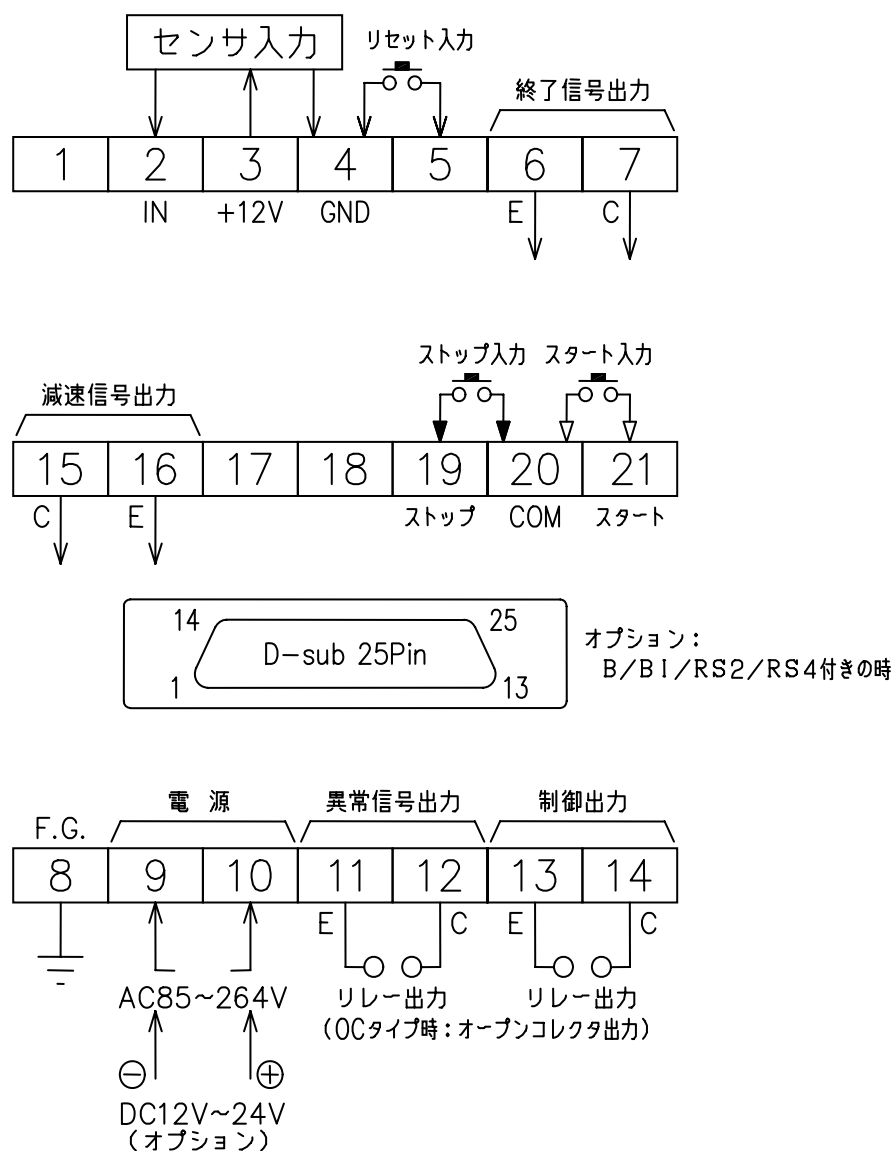 センサ入力 リセット入力
終了信号出力
1 2 3 4 5 6 7
IN +12V GND E C
ストップ入力 スタート入力
減速信号出力
15 16 17 18 19 20 21
C E ストップ COM スタート
14 25
D-sub 25Pin
1 13
オプション:
B/BI/RS2/RS4付きの時
電 源 異常信号出力 制御出力
F.G.
8 9 10 11 12 13 14
E C E C
AC85~264V リレー出力 リレー出力
(OCタイプ時:オープンコレクタ出力)
⊖ ⊕
DC12V~24V
(オプション)